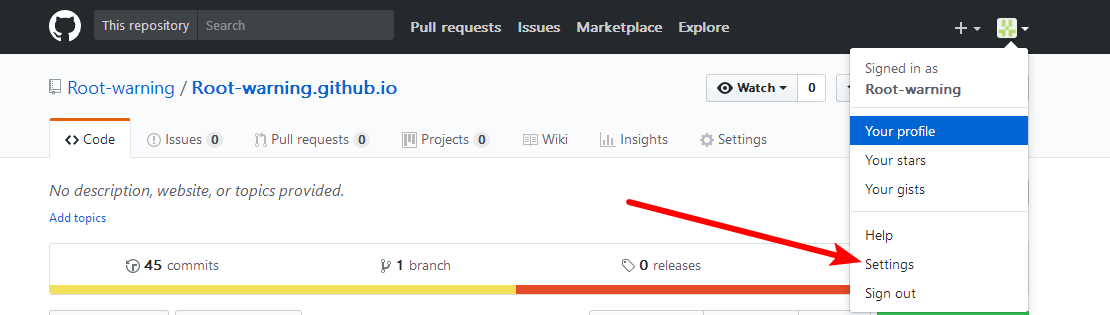 This repository Search Pull requests Issues Marketplace Explore
Signed in as
Root-warning
Root-warning / Root-warning.github.io
Watch 0
Code Issues 0 Pull requests 0 Projects 0 Wiki Insights Settings
Your profile
Your stars
Your gists
No description, website, or topics provided.
Add topics
45 commits 1 branch 0 releases
Help
Settings
Sign out